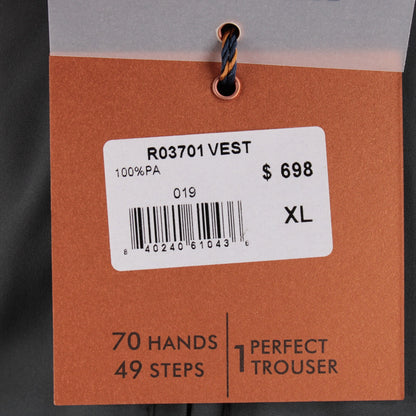 R03701 VEST
100%PA
$ 698
019
XL
8 40240 61043 6
70 HANDS
49 STEPS
1 PERFECT
TROUSER